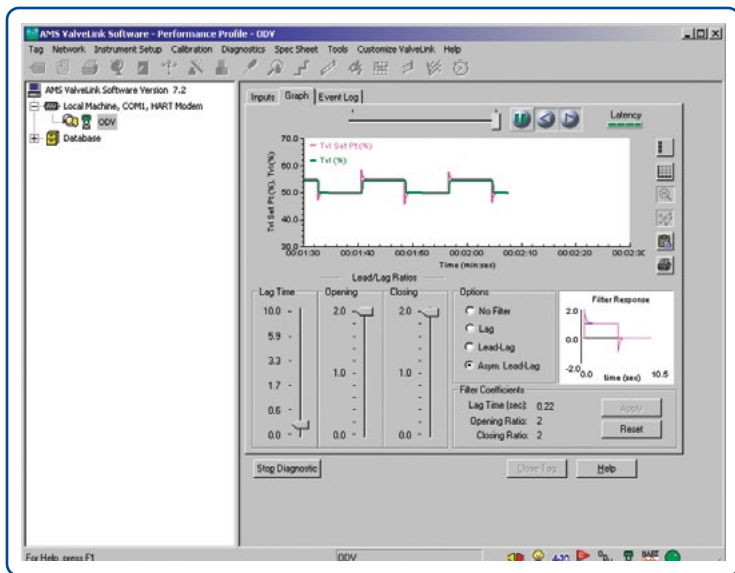 AMS ValveLink Software - Performance Profile - ODV
Tag Network Instrument Setup Calibration Diagnostics Spec Sheet Tools Customize ValveLink Help
AMS ValveLink Software Version 7.2
Local Machine, COM1, HART Modem
ODV
Database
Inputs Graph Event Log
Latency
Tvl Set Pt(%), Tvl(%)
70.0
60.0
50.0
40.0
30.0
Tvl Set Pt(%)
Tvl (%)
00:01:30 00:01:40 00:01:50 00:02:00 00:02:10 00:02:20 00:02:30
Time (min:sec)
Lead/Lag Ratios
Lag Time
10.0
5.9
3.3
1.7
0.6
0.0
Opening
2.0
1.0
0.0
Closing
2.0
1.0
0.0
Options
No Filter
Lag
Lead-Lag
Asym. Lead-Lag
Filter Response
2.0
0.0
-2.0
0.0 time (sec) 10.5
Filter Coefficients
Lag Time (sec): 0.22
Opening Ratio: 2
Closing Ratio: 2
Apply
Reset
Stop Diagnostic
Close Tag
Help
For Help, press F1
ODV
4-20